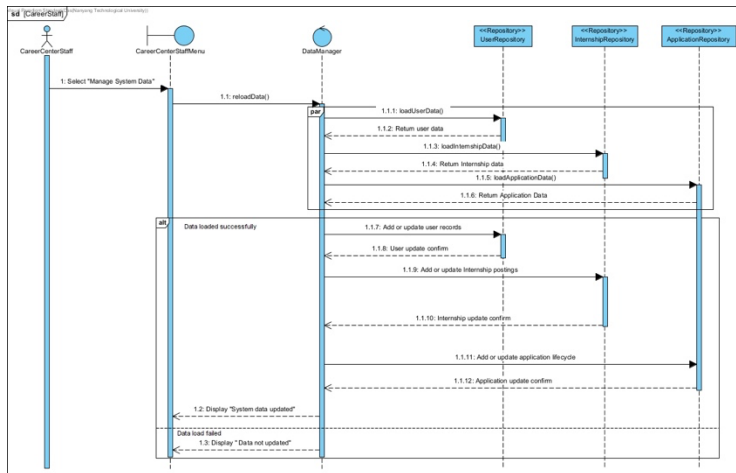 sd [CareerStaff]
CareerCenterStaff
CareerCenterStaffMenu
DataManager
<<Repository>>
UserRepository
<<Repository>>
InternshipRepository
<<Repository>>
ApplicationRepository
1: Select "Manage System Data"
1.1: reloadData()
par
1.1.1: loadUserData()
1.1.2: Return user data
1.1.3: loadInternshipData()
1.1.4: Return Internship data
1.1.5: loadApplicationData()
1.1.6: Return Application Data
alt
Data loaded successfully
1.1.7: Add or update user records
1.1.8: User update confirm
1.1.9: Add or update Internship postings
1.1.10: Internship update confirm
1.1.11: Add or update application lifecycle
1.1.12: Application update confirm
1.2: Display "System data updated"
Data load failed
1.3: Display " Data not updated"